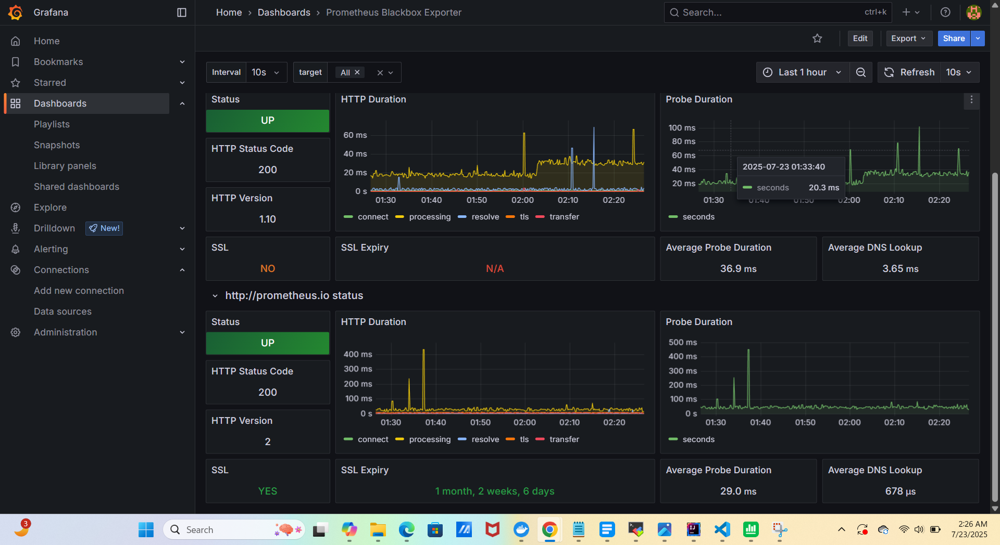 Grafana
Home › Dashboards › Prometheus Blackbox Exporter
Search... ctrl+k
Edit Export Share
Home
Bookmarks
Starred
Dashboards
Playlists
Snapshots
Library panels
Shared dashboards
Explore
Drilldown New!
Alerting
Connections
Add new connection
Data sources
Administration
Interval 10s target All
Last 1 hour Refresh 10s
Status
UP
HTTP Status Code
200
HTTP Version
1.10
HTTP Duration
60 ms
40 ms
20 ms
0 s
01:30 01:40 01:50 02:00 02:10 02:20
connect processing resolve tls transfer
Probe Duration
100 ms
80 ms
60 ms
40 ms
20 ms
2025-07-23 01:33:40
seconds 20.3 ms
01:30 01:40 01:50 02:00 02:10 02:20
seconds
SSL
NO
SSL Expiry
N/A
Average Probe Duration
36.9 ms
Average DNS Lookup
3.65 ms
http://prometheus.io status
Status
UP
HTTP Status Code
200
HTTP Version
2
HTTP Duration
400 ms
300 ms
200 ms
100 ms
0 s
01:30 01:40 01:50 02:00 02:10 02:20
connect processing resolve tls transfer
Probe Duration
500 ms
400 ms
300 ms
200 ms
100 ms
0 s
01:30 01:40 01:50 02:00 02:10 02:20
seconds
SSL
YES
SSL Expiry
1 month, 2 weeks, 6 days
Average Probe Duration
29.0 ms
Average DNS Lookup
678 µs
3
Search
IJ
2:26 AM
7/23/2025